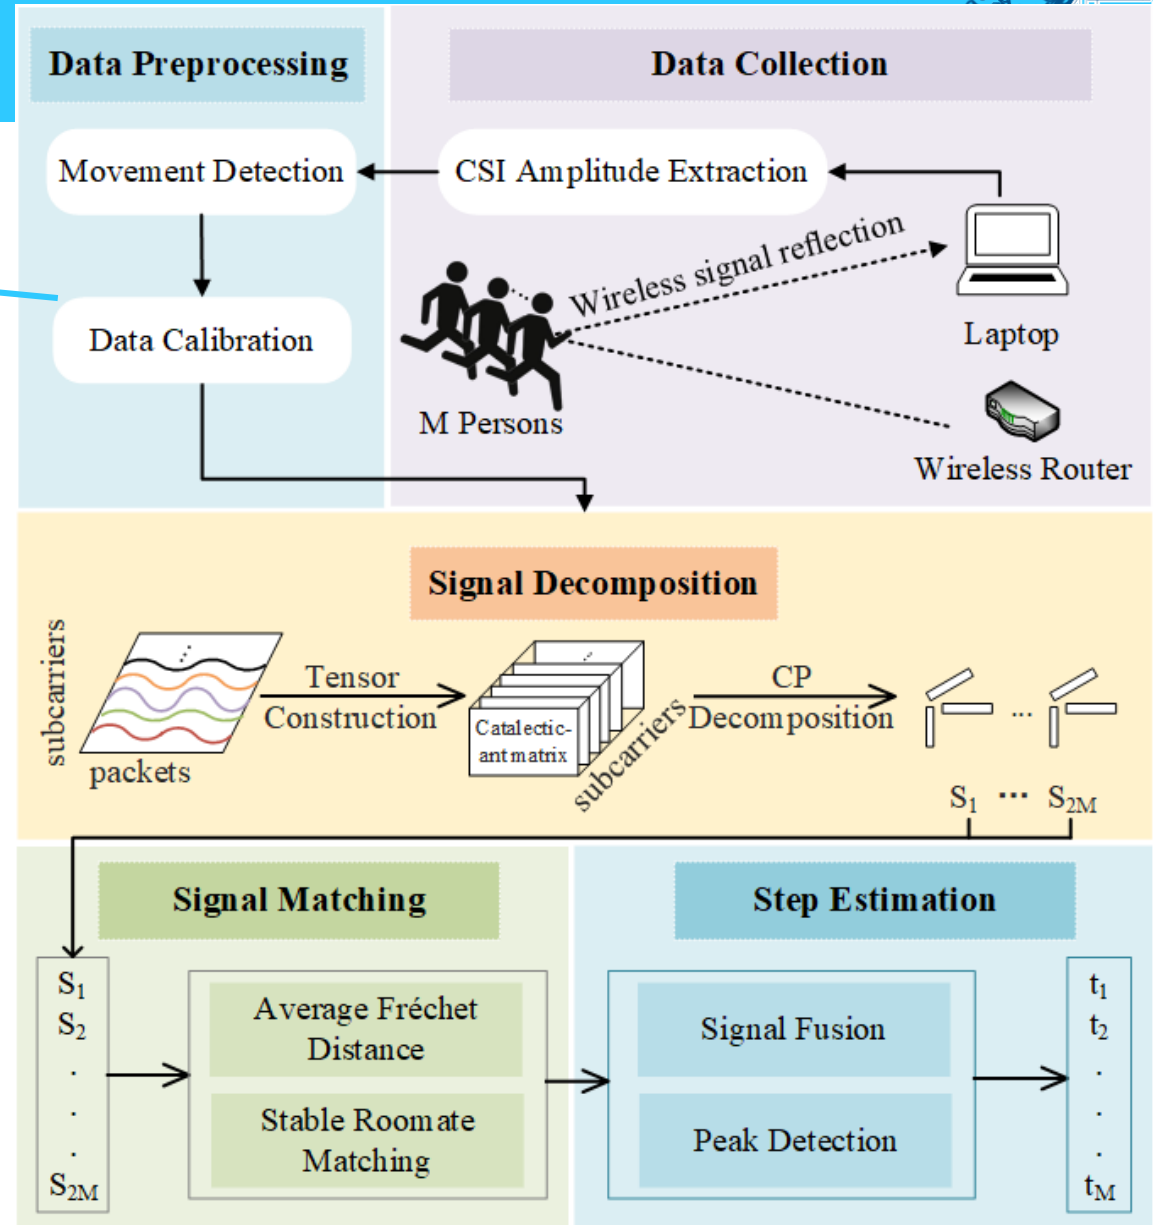 Data Preprocessing
Data Collection
Movement Detection
CSI Amplitude Extraction
Wireless signal reflection
Data Calibration
Laptop
M Persons
Wireless Router
Signal Decomposition
subcarriers
packets
Tensor
Construction
Catalectic-
ant matrix
subcarriers
CP
Decomposition
...
S₁ ... S₂ₘ
Signal Matching
Step Estimation
S₁
S₂
.
.
.
S₂ₘ
Average Fréchet
Distance
Stable Roomate
Matching
Signal Fusion
Peak Detection
t₁
t₂
.
.
.
tₘ